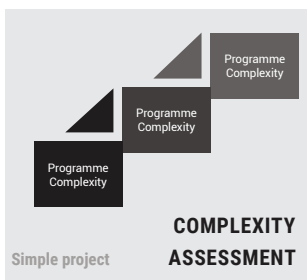 Programme
Complexity
Programme
Complexity
Programme
Complexity
COMPLEXITY
Simple project
ASSESSMENT